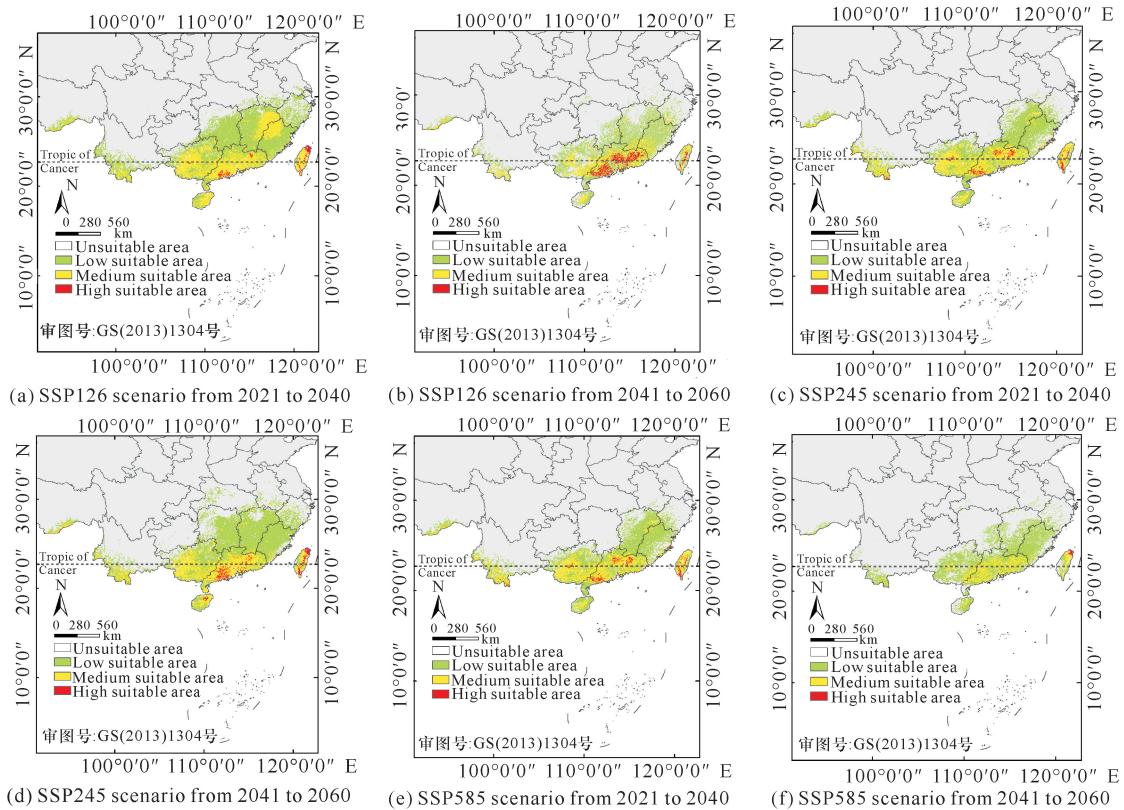 100°0′0″ 110°0′0″ 120°0′0″ E
N
30°0′0″
20°0′0″
10°0′0″
Tropic of
Cancer
N
0 280 560
km
Unsuitable area
Low suitable area
Medium suitable area
High suitable area
审图号:GS(2013)1304号
100°0′0″ 110°0′0″ 120°0′0″ E
(a) SSP126 scenario from 2021 to 2040
100°0′0″ 110°0′0″ 120°0′0″ E
N
30°0′0′
20°0′0″
10°0′0″
Tropic of
Cancer
N
0 280 560
km
Unsuitable area
Low suitable area
Medium suitable area
High suitable area
审图号:GS(2013)1304号
100°0′0″ 110°0′0″ 120°0′0″ E
(b) SSP126 scenario from 2041 to 2060
100°0′0″ 110°0′0″ 120°0′0″ E
N
30°0′0″
20°0′0″
10°0′0″
Tropic of
Cancer
N
0 280 560
km
Unsuitable area
Low suitable area
Medium suitable area
High suitable area
审图号:GS(2013)1304号
100°0′0″ 110°0′0″ 120°0′0″ E
(c) SSP245 scenario from 2021 to 2040
100°0′0″ 110°0′0″ 120°0′0″ E
N
30°0′0″
20°0′0″
10°0′0″
Tropic of
Cancer
N
0 280 560
km
Unsuitable area
Low suitable area
Medium suitable area
High suitable area
审图号:GS(2013)1304号
100°0′0″ 110°0′0″ 120°0′0″ E
(d) SSP245 scenario from 2041 to 2060
100°0′0″ 110°0′0″ 120°0′0″ E
N
30°0′0″
20°0′0″
10°0′0″
Tropic of
Cancer
N
0 280 560
km
Unsuitable area
Low suitable area
Medium suitable area
High suitable area
审图号:GS(2013)1304号
100°0′0″ 110°0′0″ 120°0′0″ E
(e) SSP585 scenario from 2021 to 2040
100°0′0″ 110°0′0″ 120°0′0″ E
N
30°0′0″
20°0′0″
10°0′0″
Tropic of
Cancer
N
0 280 560
km
Unsuitable area
Low suitable area
Medium suitable area
High suitable area
审图号:GS(2013)1304号
100°0′0″ 110°0′0″ 120°0′0″ E
(f) SSP585 scenario from 2041 to 2060